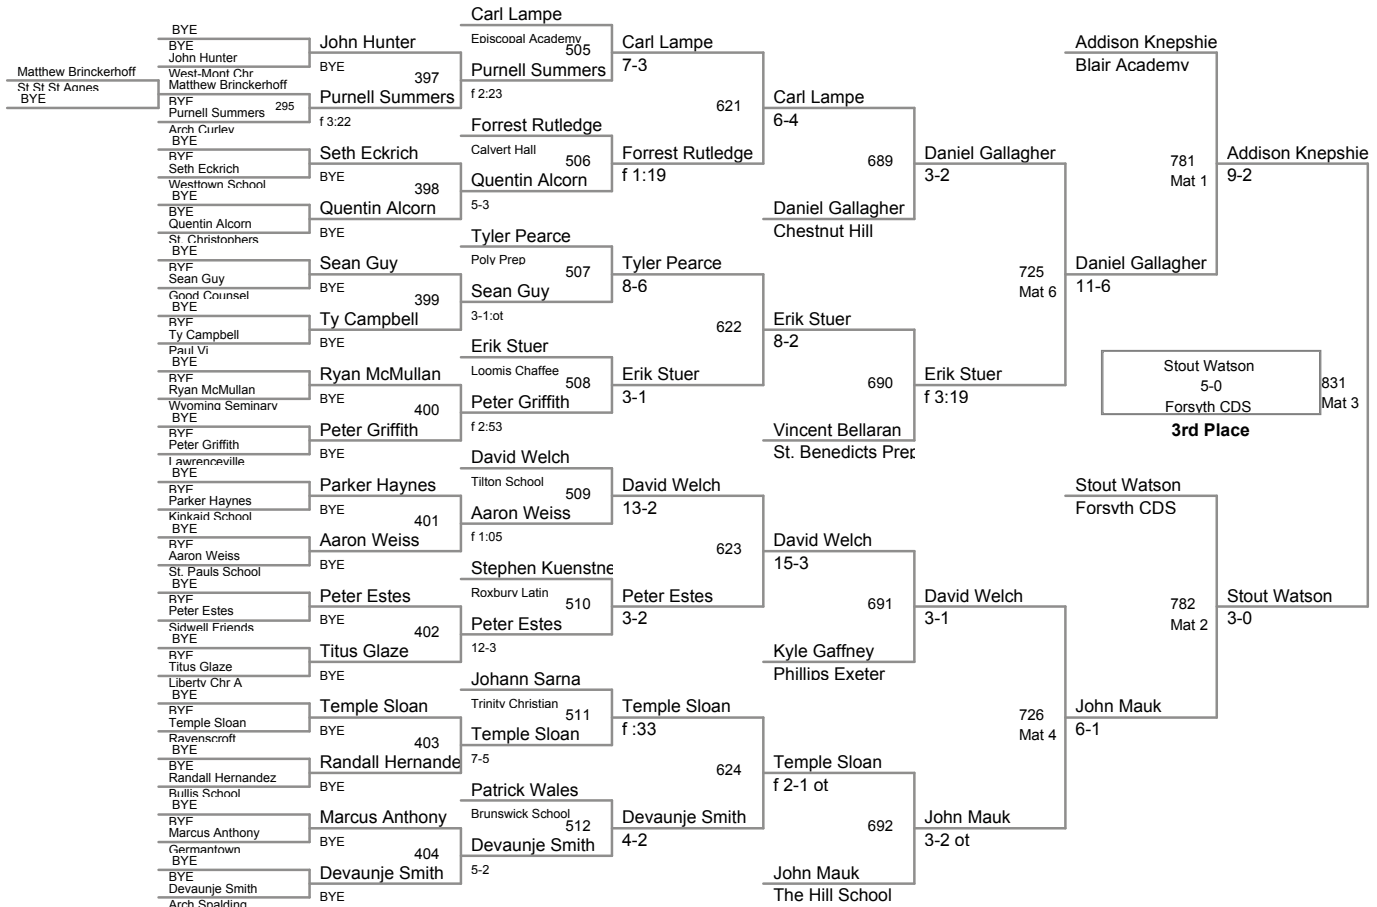 Matthew Brinckerhoff
St St St Agnes
BYE
BYE
BYE
John Hunter
West-Mont Chr
Matthew Brinckerhoff
BYE
Purnell Summers
295
Arch Curley
BYE
BYE
Seth Eckrich
Westtown School
BYE
BYE
Quentin Alcorn
St. Christophers
BYE
BYE
Sean Guy
Good Counsel
BYE
BYE
Ty Campbell
Paul Vi
BYE
BYE
Ryan McMullan
Wyoming Seminary
BYE
BYE
Peter Griffith
Lawrenceville
BYE
BYE
Parker Haynes
Kinkaid School
BYE
BYE
Aaron Weiss
St. Pauls School
BYE
BYE
Peter Estes
Sidwell Friends
BYE
BYE
Titus Glaze
Liberty Chr A
BYE
BYE
Temple Sloan
Ravenscroft
BYE
BYE
Randall Hernandez
Bullis School
BYE
BYE
Marcus Anthony
Germantown
BYE
BYE
Devaunje Smith
Arch Spalding
John Hunter
BYE
397
Purnell Summers
f 3:22
Seth Eckrich
BYE
398
Quentin Alcorn
BYE
Sean Guy
BYE
399
Ty Campbell
BYE
Ryan McMullan
BYE
400
Peter Griffith
BYE
Parker Haynes
BYE
401
Aaron Weiss
BYE
Peter Estes
BYE
402
Titus Glaze
BYE
Temple Sloan
BYE
403
Randall Hernande
BYE
Marcus Anthony
BYE
404
Devaunje Smith
BYE
Carl Lampe
Episcopal Academy
505
Purnell Summers
f 2:23
Forrest Rutledge
Calvert Hall
506
Quentin Alcorn
5-3
Tyler Pearce
Poly Prep
507
Sean Guy
3-1:ot
Erik Stuer
Loomis Chaffee
508
Peter Griffith
f 2:53
David Welch
Tilton School
509
Aaron Weiss
f 1:05
Stephen Kuenstne
Roxbury Latin
510
Peter Estes
12-3
Johann Sarna
Trinity Christian
511
Temple Sloan
7-5
Patrick Wales
Brunswick School
512
Devaunje Smith
5-2
Carl Lampe
7-3
621
Forrest Rutledge
f 1:19
Tyler Pearce
8-6
622
Erik Stuer
3-1
David Welch
13-2
623
Peter Estes
3-2
Temple Sloan
f :33
624
Devaunje Smith
4-2
Carl Lampe
6-4
689
Daniel Gallagher
Chestnut Hill
Erik Stuer
8-2
690
Vincent Bellaran
St. Benedicts Prep
David Welch
15-3
691
Kyle Gaffney
Phillips Exeter
Temple Sloan
f 2-1 ot
692
John Mauk
The Hill School
Daniel Gallagher
3-2
725
Mat 6
Erik Stuer
f 3:19
David Welch
3-1
726
Mat 4
John Mauk
3-2 ot
Addison Knepshie
Blair Academy
781
Mat 1
Daniel Gallagher
11-6
Stout Watson
5-0
Forsyth CDS
3rd Place
831
Mat 3
Stout Watson
Forsyth CDS
782
Mat 2
John Mauk
6-1
Addison Knepshie
9-2
Stout Watson
3-0